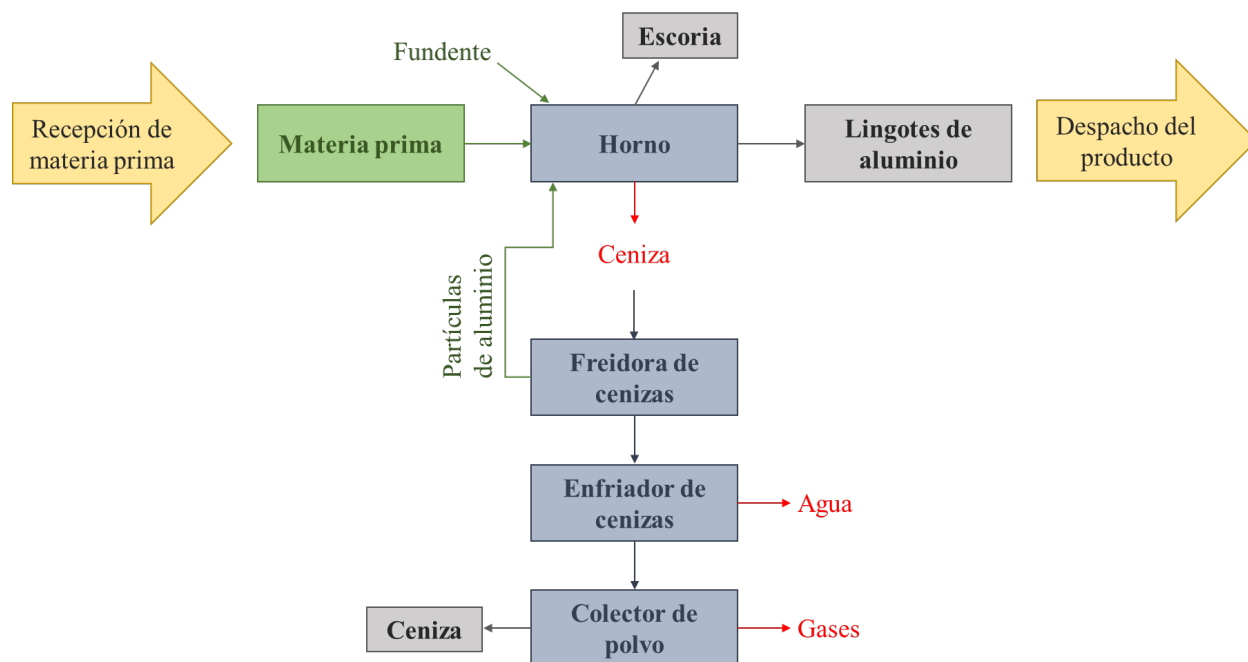 Escoria
Fundente
Recepción de
materia prima
Materia prima
Horno
Lingotes de
aluminio
Despacho del
producto
Ceniza
Partículas
de aluminio
Freidora de
cenizas
Enfriador de
cenizas
Agua
Ceniza
Colector de
polvo
Gases